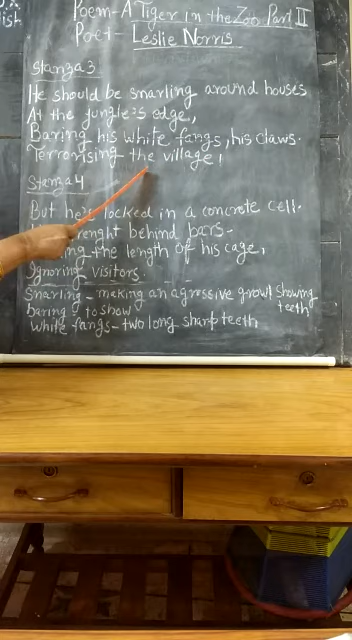 Poem - A Tiger in the Zoo Part II
Poet - Leslie Norris
Stanza 3
He should be snarling around houses
At the jungle's edge,
Baring his white fangs, his claws.
Terrorising the village,
Stanza 4
But he's locked in a concrete cell.
renght behind bars-
the length of his cage,
Ignoring visitors.
Snarling - making an agressive growl showing teeth
baring - to show
white fangs - two long sharp teeth